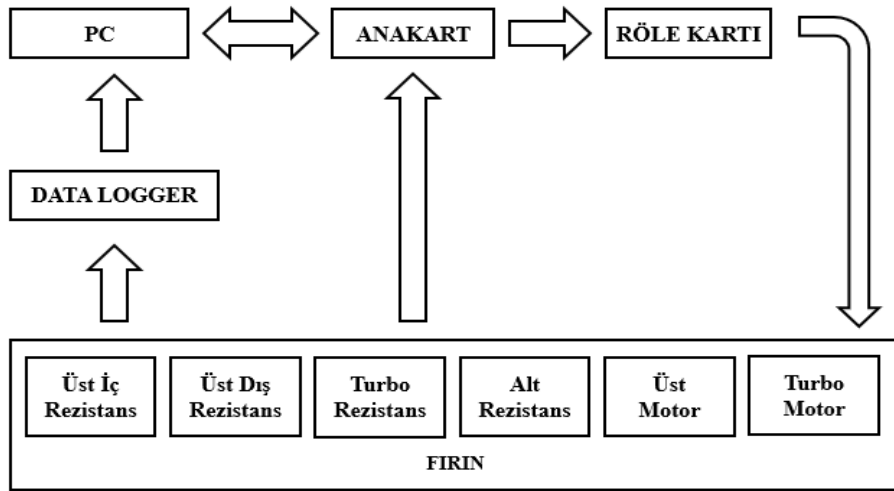 PC
ANAKART
RÖLE KARTI
DATA LOGGER
Üst İç
Rezistans
Üst Dış
Rezistans
Turbo
Rezistans
Alt
Rezistans
Üst
Motor
Turbo
Motor
FIRIN